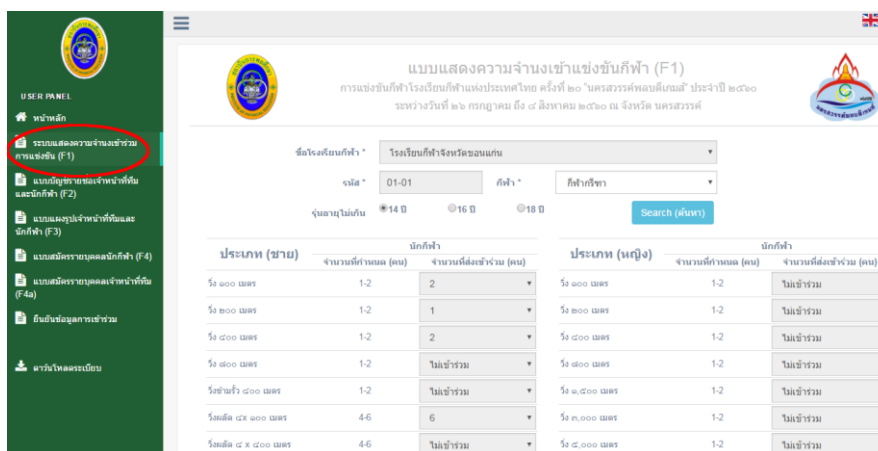 แบบแสดงความจำนงเข้าแข่งขันกีฬา (F1)
การแข่งขันกีฬาโรงเรียนกีฬาแห่งประเทศไทย ครั้งที่ ๒๐ "นครสวรรค์พอบดีเกมส์" ประจำปี ๒๕๖๐
ระหว่างวันที่ ๒๖ กรกฎาคม ถึง ๔ สิงหาคม ๒๕๖๐ ณ จังหวัด นครสวรรค์
USER PANEL
หน้าหลัก
ระบบแสดงความจำนงเข้าร่วม
การแข่งขัน (F1)
แบบบัญชีรายชื่อเจ้าหน้าที่ทีม
และนักกีฬา (F2)
แบบแผงรูปเจ้าหน้าที่ทีมและ
นักกีฬา (F3)
แบบสมัครรายบุคคลนักกีฬา (F4)
แบบสมัครรายบุคคลเจ้าหน้าที่ทีม
(F4a)
ยืนยันข้อมูลการเข้าร่วม
ดาวน์โหลดระเบียบ
ชื่อโรงเรียนกีฬา * โรงเรียนกีฬาจังหวัดขอนแก่น
รหัส * 01-01 กีฬา * กีฬากรีฑา
รุ่นอายุไม่เกิน 14 ปี 16 ปี 18 ปี Search (ค้นหา)
ประเภท (ชาย) นักกีฬา ประเภท (หญิง) นักกีฬา
จำนวนที่กำหนด (คน) จำนวนที่ส่งเข้าร่วม (คน) จำนวนที่กำหนด (คน) จำนวนที่ส่งเข้าร่วม (คน)
วิ่ง ๑๐๐ เมตร 1-2 2 วิ่ง ๑๐๐ เมตร 1-2 ไม่เข้าร่วม
วิ่ง ๒๐๐ เมตร 1-2 1 วิ่ง ๒๐๐ เมตร 1-2 ไม่เข้าร่วม
วิ่ง ๔๐๐ เมตร 1-2 2 วิ่ง ๔๐๐ เมตร 1-2 ไม่เข้าร่วม
วิ่ง ๘๐๐ เมตร 1-2 ไม่เข้าร่วม วิ่ง ๘๐๐ เมตร 1-2 ไม่เข้าร่วม
วิ่งข้ามรั้ว ๔๐๐ เมตร 1-2 ไม่เข้าร่วม วิ่ง ๑,๕๐๐ เมตร 1-2 ไม่เข้าร่วม
วิ่งผลัด ๔x ๑๐๐ เมตร 4-6 6 วิ่ง ๓,๐๐๐ เมตร 1-2 ไม่เข้าร่วม
วิ่งผลัด ๔ x ๔๐๐ เมตร 4-6 ไม่เข้าร่วม วิ่ง ๕,๐๐๐ เมตร 1-2 ไม่เข้าร่วม